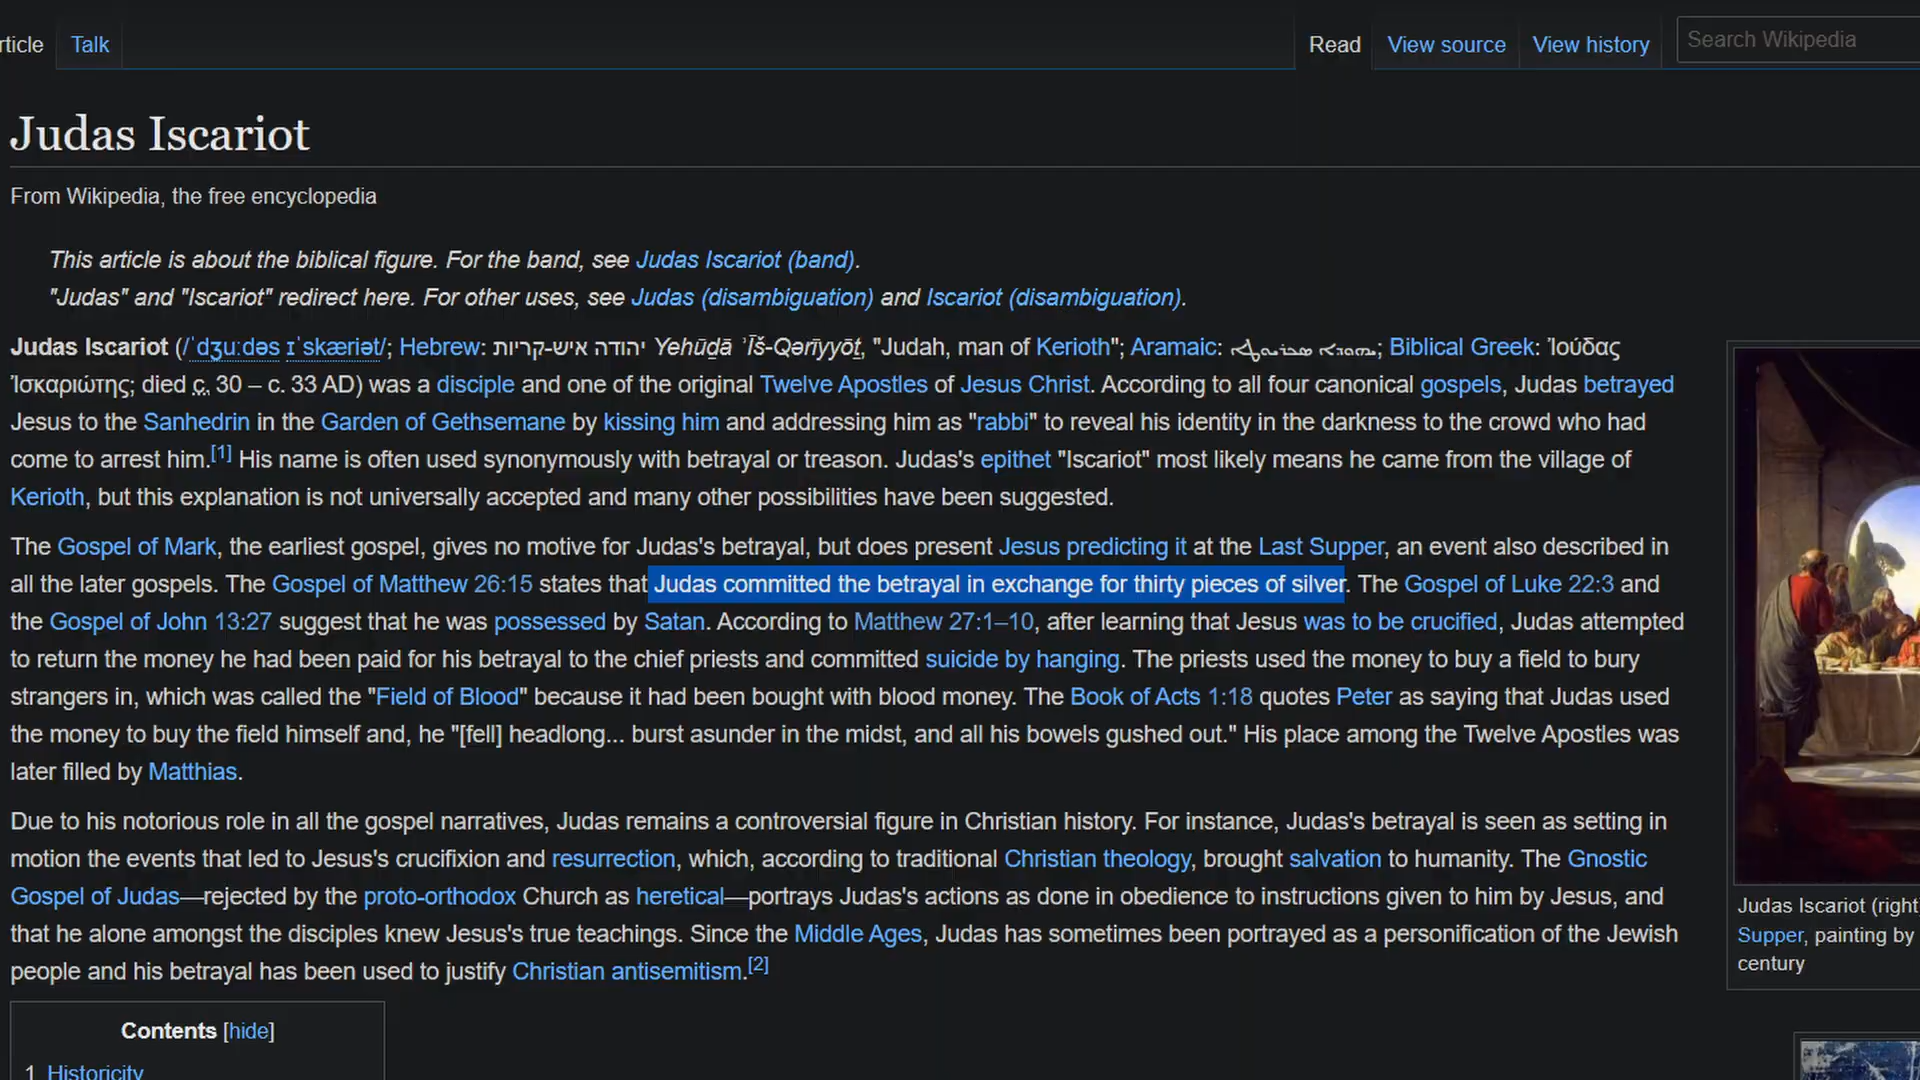 rticle Talk Read View source View history Search Wikipedia
Judas Iscariot
From Wikipedia, the free encyclopedia
This article is about the biblical figure. For the band, see Judas Iscariot (band).
"Judas" and "Iscariot" redirect here. For other uses, see Judas (disambiguation) and Iscariot (disambiguation).
Judas Iscariot (/ˈdʒuːdəs ɪˈskæriət/; Hebrew: יהודה איש-קריות Yehūḏā ʾĪš-Qərīyyōṯ, "Judah, man of Kerioth"; Aramaic: ; Biblical Greek: Ἰούδας
Ἰσκαριώτης; died c. 30 – c. 33 AD) was a disciple and one of the original Twelve Apostles of Jesus Christ. According to all four canonical gospels, Judas betrayed
Jesus to the Sanhedrin in the Garden of Gethsemane by kissing him and addressing him as "rabbi" to reveal his identity in the darkness to the crowd who had
come to arrest him.[1] His name is often used synonymously with betrayal or treason. Judas's epithet "Iscariot" most likely means he came from the village of
Kerioth, but this explanation is not universally accepted and many other possibilities have been suggested.
The Gospel of Mark, the earliest gospel, gives no motive for Judas's betrayal, but does present Jesus predicting it at the Last Supper, an event also described in
all the later gospels. The Gospel of Matthew 26:15 states that Judas committed the betrayal in exchange for thirty pieces of silver. The Gospel of Luke 22:3 and
the Gospel of John 13:27 suggest that he was possessed by Satan. According to Matthew 27:1–10, after learning that Jesus was to be crucified, Judas attempted
to return the money he had been paid for his betrayal to the chief priests and committed suicide by hanging. The priests used the money to buy a field to bury
strangers in, which was called the "Field of Blood" because it had been bought with blood money. The Book of Acts 1:18 quotes Peter as saying that Judas used
the money to buy the field himself and, he "[fell] headlong... burst asunder in the midst, and all his bowels gushed out." His place among the Twelve Apostles was
later filled by Matthias.
Due to his notorious role in all the gospel narratives, Judas remains a controversial figure in Christian history. For instance, Judas's betrayal is seen as setting in
motion the events that led to Jesus's crucifixion and resurrection, which, according to traditional Christian theology, brought salvation to humanity. The Gnostic
Gospel of Judas—rejected by the proto-orthodox Church as heretical—portrays Judas's actions as done in obedience to instructions given to him by Jesus, and
that he alone amongst the disciples knew Jesus's true teachings. Since the Middle Ages, Judas has sometimes been portrayed as a personification of the Jewish
people and his betrayal has been used to justify Christian antisemitism.[2]
Judas Iscariot (right
Supper, painting by
century
Contents [hide]
1 Historicity